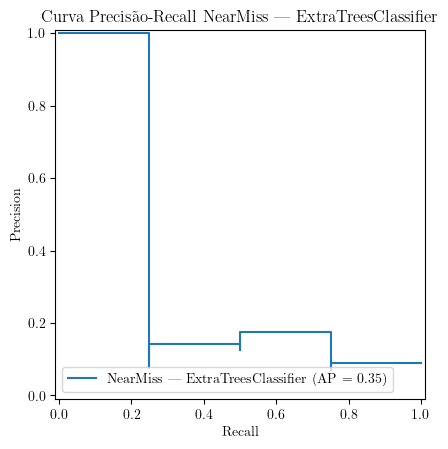 Curva Precisão-Recall NearMiss — ExtraTreesClassifier
1.0
0.8
0.6
0.4
0.2
0.0
Precision
NearMiss — ExtraTreesClassifier (AP = 0.35)
0.0 0.2 0.4 0.6 0.8 1.0
Recall